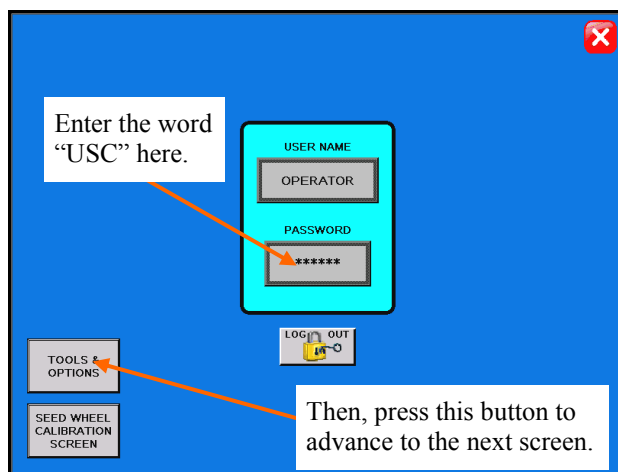 Enter the word
“USC” here.
USER NAME
OPERATOR
PASSWORD
******
LOG OUT
TOOLS &
OPTIONS
SEED WHEEL
CALIBRATION
SCREEN
Then, press this button to
advance to the next screen.